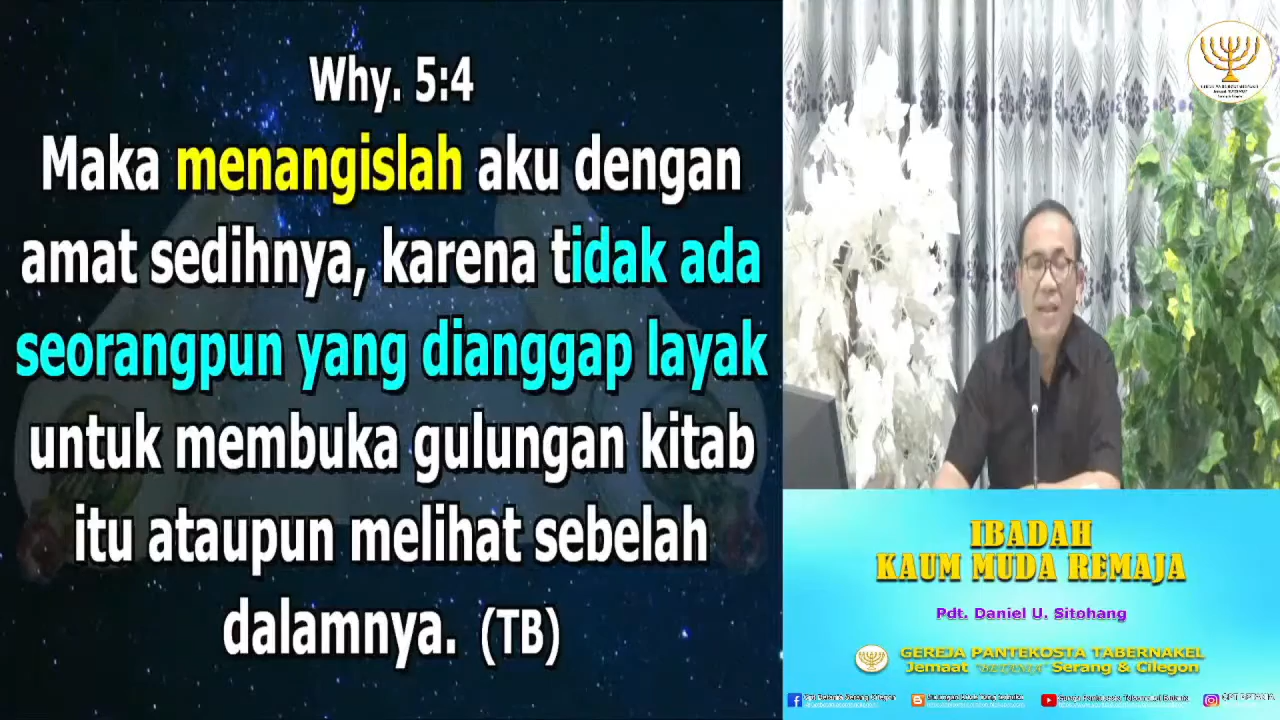 Why. 5:4
Maka menangislah aku dengan
amat sedihnya, karena tidak ada
seorangpun yang dianggap layak
untuk membuka gulungan kitab
itu ataupun melihat sebelah
dalamnya. (TB)
IBADAH
KAUM MUDA REMAJA
Pdt. Daniel U. Sitohang
GEREJA PANTEKOSTA TABERNAKEL
Jemaat "BETANIA" Serang & Cilegon